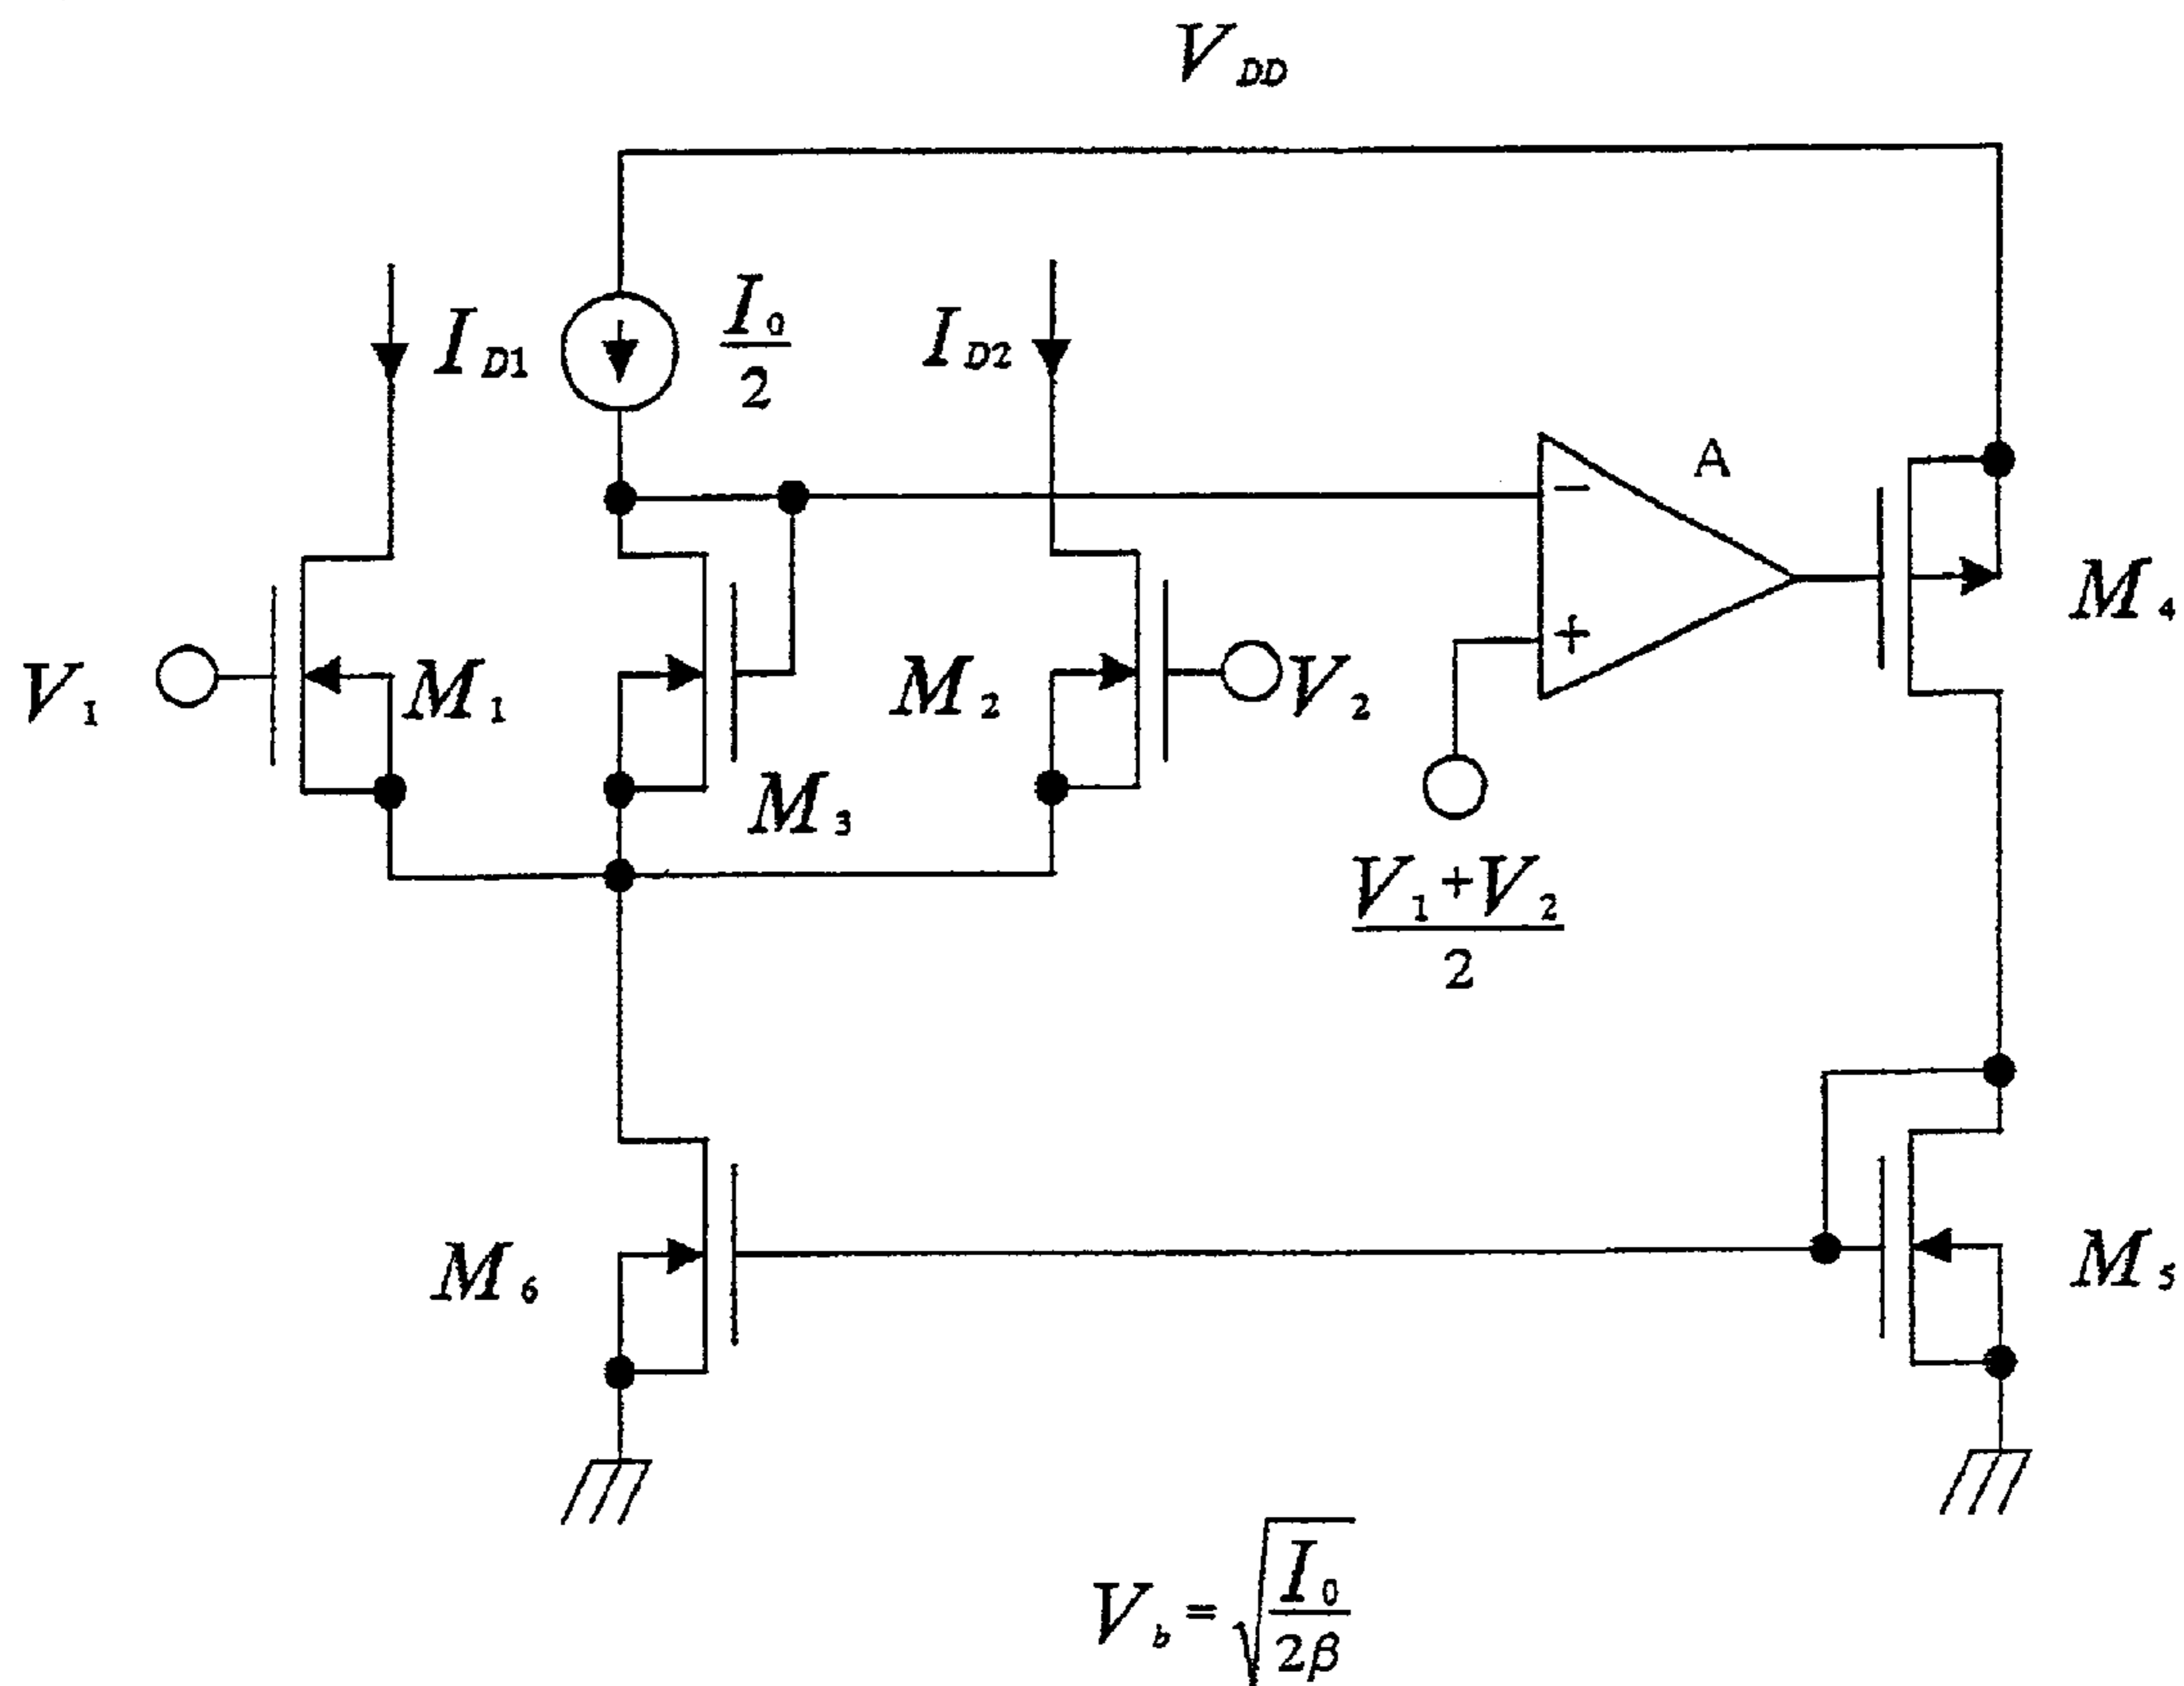 V_DD
I_D1
I_0/2
I_D2
A
−
+
V_1
M_1
M_2
V_2
M_3
M_4
(V_1+V_2)/2
M_6
M_5
V_b=√(I_0/2β)